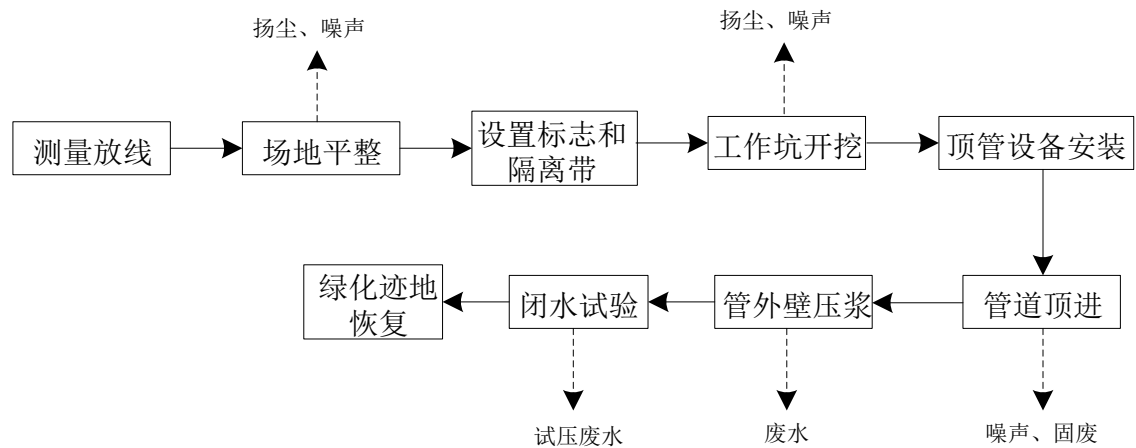 扬尘、噪声
扬尘、噪声
测量放线
场地平整
设置标志和
隔离带
工作坑开挖
顶管设备安装
绿化迹地
恢复
闭水试验
管外壁压浆
管道顶进
试压废水
废水
噪声、固废